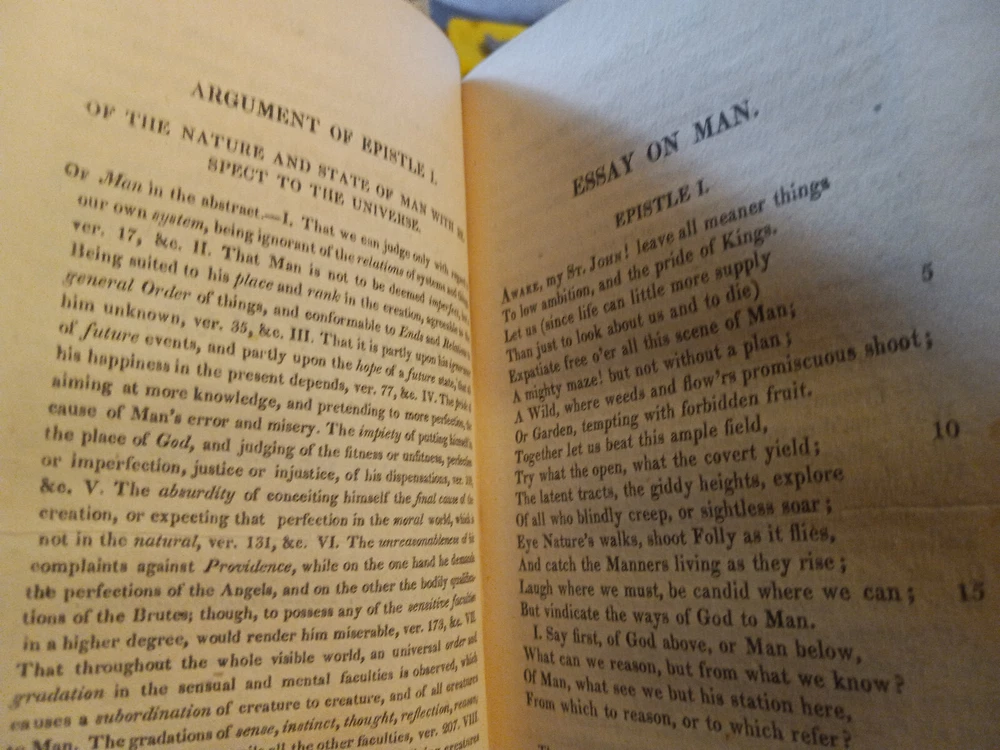 ARGUMENT OF EPISTLE I.
OF THE NATURE AND STATE OF MAN WITH RE-
SPECT TO THE UNIVERSE.
OF Man in the abstract.—I. That we can judge only with regard
our own system, being ignorant of the relations of systems and things
ver. 17, &c. II. That Man is not to be deemed imperfect,
Being suited to his place and rank in the creation, agreeable to the
general Order of things, and conformable to Ends and Relations
him unknown, ver. 35, &c. III. That it is partly upon his ignorance
of future events, and partly upon the hope of a future state, that
his happiness in the present depends, ver. 77, &c. IV. The pride of
aiming at more knowledge, and pretending to more perfection, the
cause of Man's error and misery. The impiety of putting himself in
the place of God, and judging of the fitness or unfitness, perfection
or imperfection, justice or injustice, of his dispensations, ver.
&c. V. The absurdity of conceiting himself the final cause of the
creation, or expecting that perfection in the moral world, which is
not in the natural, ver. 131, &c. VI. The unreasonableness of his
complaints against Providence, while on the one hand he demands
the perfections of the Angels, and on the other the bodily qualifica-
tions of the Brutes; though, to possess any of the sensitive faculties
in a higher degree, would render him miserable, ver. 173, &c. VII.
That throughout the whole visible world, an universal order and
gradation in the sensual and mental faculties is observed, which
causes a subordination of creature to creature, and of all creatures
to Man. The gradations of sense, instinct, thought, reflection, reason,
all the other faculties, ver. 207. VIII.
creatures
ESSAY ON MAN.
EPISTLE I.
AWAKE, my ST. JOHN! leave all meaner things
To low ambition, and the pride of Kings.
Let us (since life can little more supply
Than just to look about us and to die)
Expatiate free o'er all this scene of Man; 5
A mighty maze! but not without a plan;
A Wild, where weeds and flow'rs promiscuous shoot;
Or Garden, tempting with forbidden fruit.
Together let us beat this ample field,
Try what the open, what the covert yield; 10
The latent tracts, the giddy heights, explore
Of all who blindly creep, or sightless soar;
Eye Nature's walks, shoot Folly as it flies,
And catch the Manners living as they rise;
Laugh where we must, be candid where we can; 15
But vindicate the ways of God to Man.
I. Say first, of God above, or Man below,
What can we reason, but from what we know?
Of Man, what see we but his station here,
From which to reason, or to which refer?